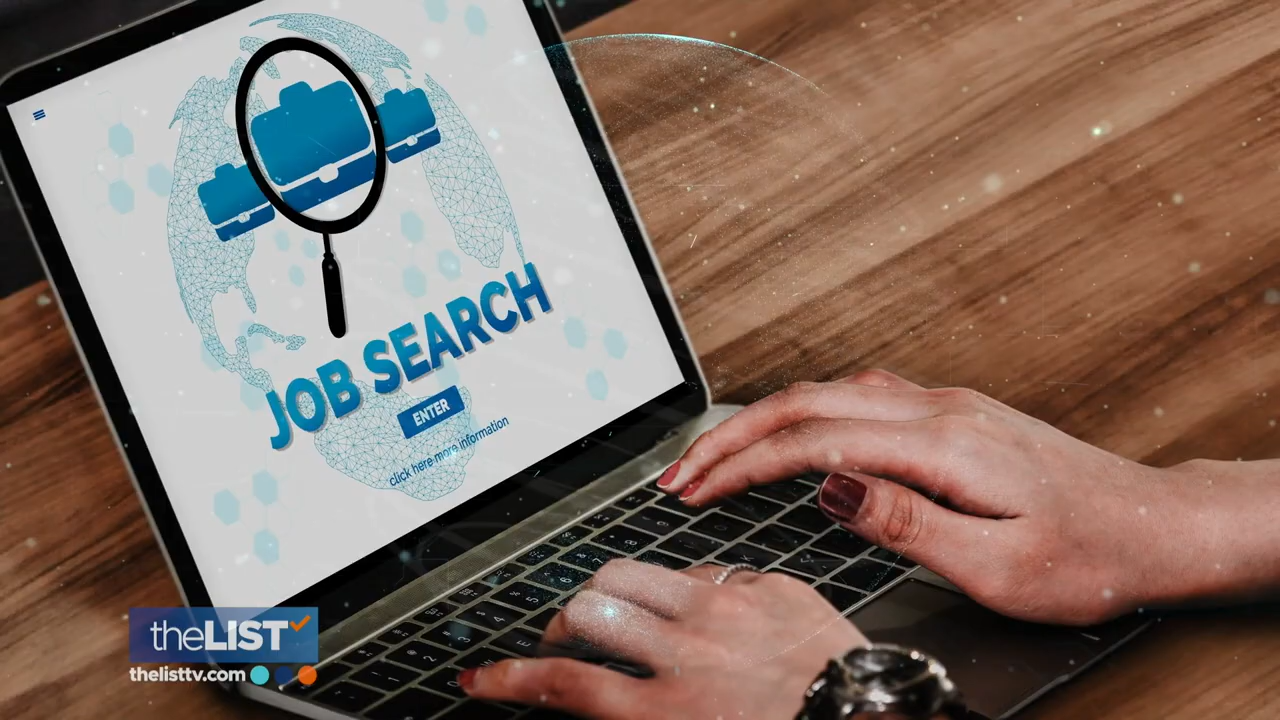 JOB SEARCH
ENTER
click here more information
theLIST
thelisttv.com